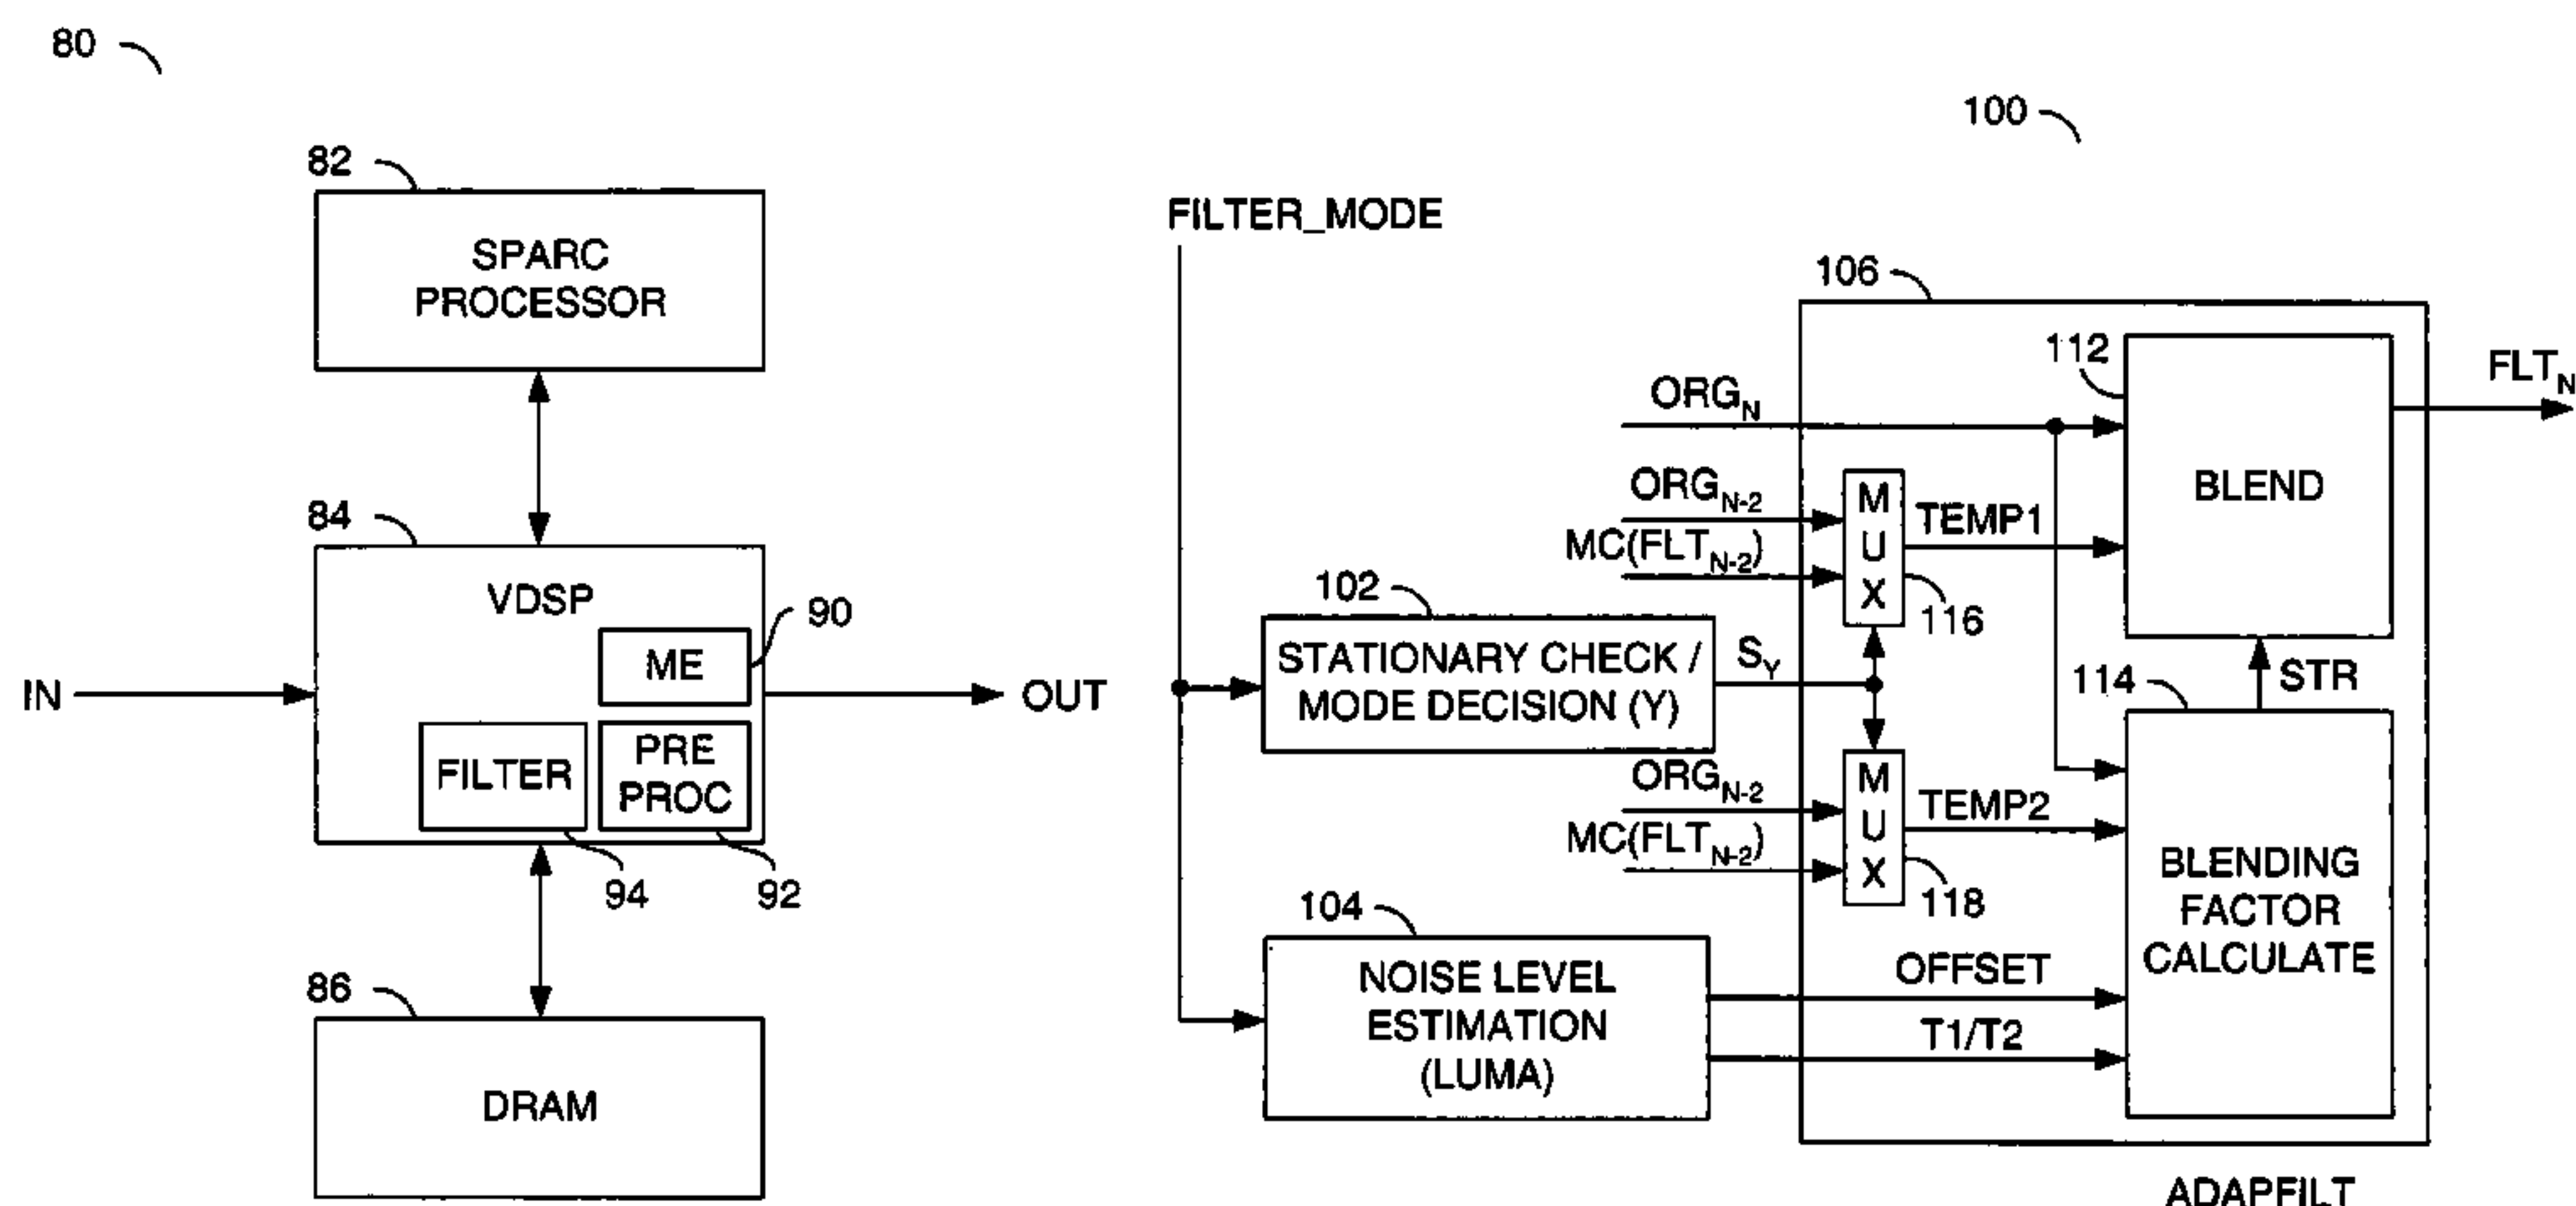 80
82
SPARC
PROCESSOR
84
VDSP
90
ME
IN
OUT
FILTER
PRE
PROC
94
92
86
DRAM
100
FILTER_MODE
106
112
ORG_N
FLT_N
BLEND
ORG_N-2
MC(FLT_N-2)
M
U
X
TEMP1
116
102
STATIONARY CHECK /
MODE DECISION (Y)
S_Y
STR
114
ORG_N-2
MC(FLT_N-2)
M
U
X
TEMP2
118
BLENDING
FACTOR
CALCULATE
104
NOISE LEVEL
ESTIMATION
(LUMA)
OFFSET
T1/T2
ADAPFILT